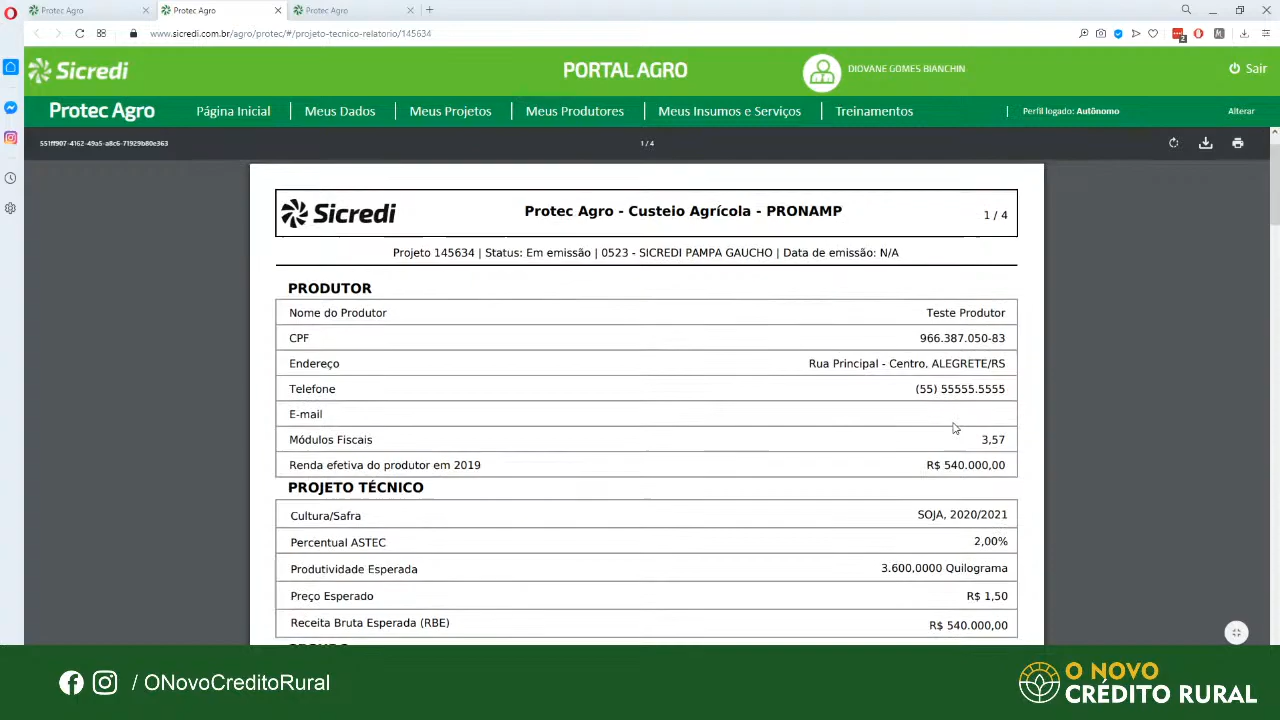 Protec Agro
Protec Agro
Protec Agro
www.sicredi.com.br/agro/protec/#/projeto-tecnico-relatorio/145634
2
Sicredi
PORTAL AGRO
DIOVANE GOMES BIANCHIN
Sair
Protec Agro
Página Inicial
Meus Dados
Meus Projetos
Meus Produtores
Meus Insumos e Serviços
Treinamentos
Perfil logado: Autônomo
Alterar
551ff907-4162-49a5-a8c6-71929b80e363
1 / 4
Sicredi
Protec Agro - Custeio Agrícola - PRONAMP
1 / 4
Projeto 145634 | Status: Em emissão | 0523 - SICREDI PAMPA GAUCHO | Data de emissão: N/A
PRODUTOR
Nome do Produtor Teste Produtor
CPF 966.387.050-83
Endereço Rua Principal - Centro, ALEGRETE/RS
Telefone (55) 55555.5555
E-mail
Módulos Fiscais 3,57
Renda efetiva do produtor em 2019 R$ 540.000,00
PROJETO TÉCNICO
Cultura/Safra SOJA, 2020/2021
Percentual ASTEC 2,00%
Produtividade Esperada 3.600,0000 Quilograma
Preço Esperado R$ 1,50
Receita Bruta Esperada (RBE) R$ 540.000,00
/ ONovoCreditoRural
O NOVO
CRÉDITO RURAL